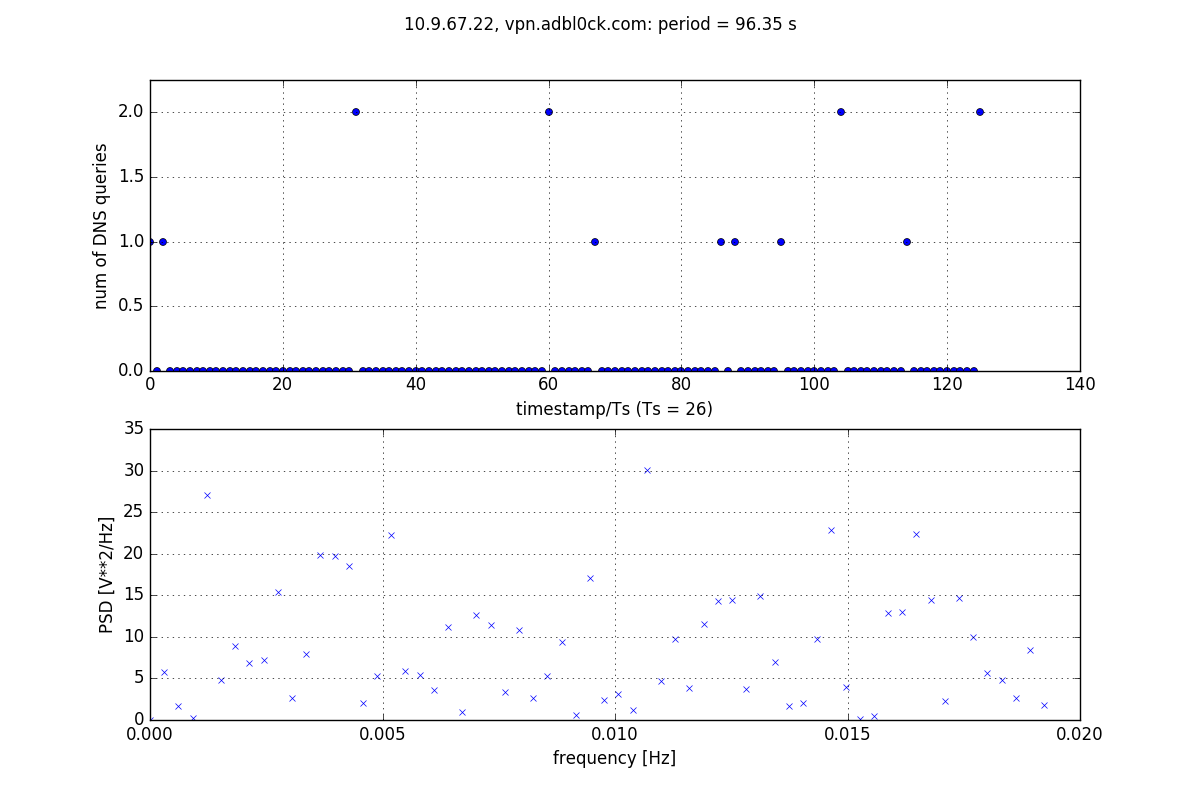 10.9.67.22, vpn.adbl0ck.com: period = 96.35 s
2.0
1.5
1.0
0.5
0.0
num of DNS queries
0 20 40 60 80 100 120 140
timestamp/Ts (Ts = 26)
35
30
25
20
15
10
5
0
PSD [V**2/Hz]
0.000 0.005 0.010 0.015 0.020
frequency [Hz]